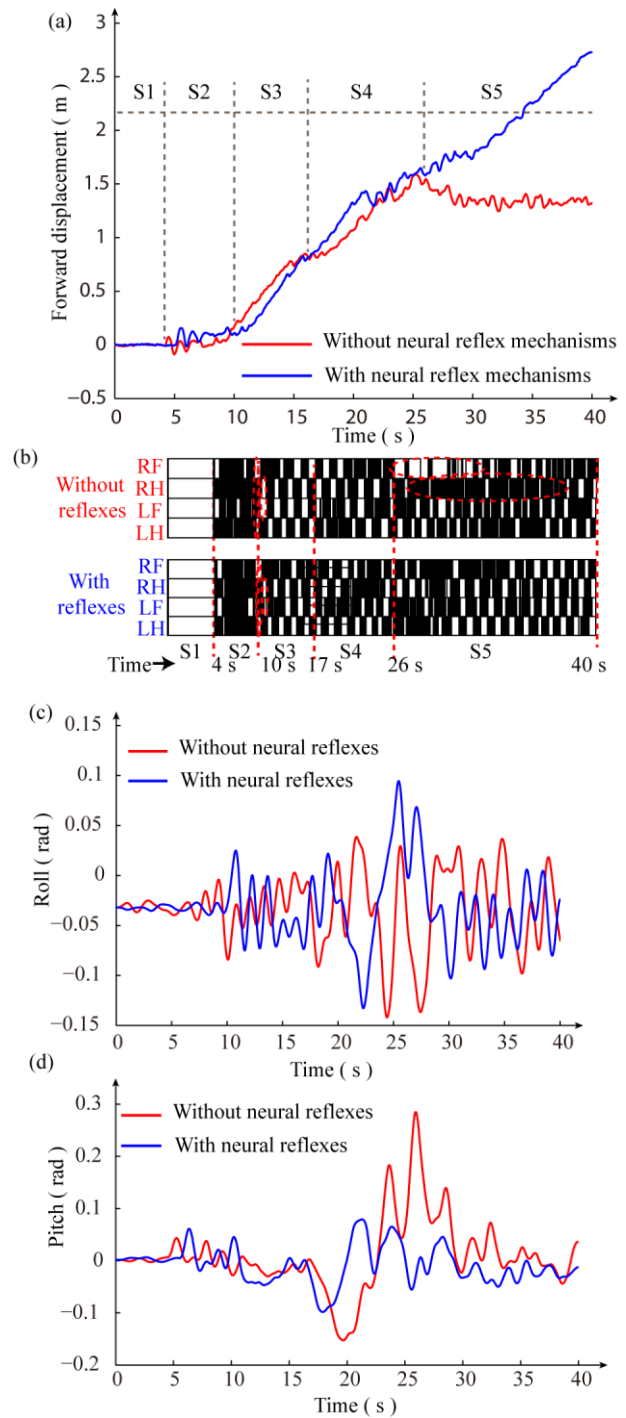 (a)
3
2.5
2
1.5
1
0.5
0
−0.5
Forward displacement ( m )
S1 S2 S3 S4 S5
Without neural reflex mechanisms
With neural reflex mechanisms
0 5 10 15 20 25 30 35 40
Time ( s )
(b)
Without reflexes
RF
RH
LF
LH
With reflexes
RF
RH
LF
LH
S1 S2 S3 S4 S5
Time 4 s 10 s 17 s 26 s 40 s
(c)
0.15
0.1
0.05
0
−0.05
−0.1
−0.15
Roll ( rad )
Without neural reflexes
With neural reflexes
0 5 10 15 20 25 30 35 40
Time ( s )
(d)
0.3
0.2
0.1
0
−0.1
−0.2
Pitch ( rad )
Without neural reflexes
With neural reflexes
0 5 10 15 20 25 30 35 40
Time ( s )